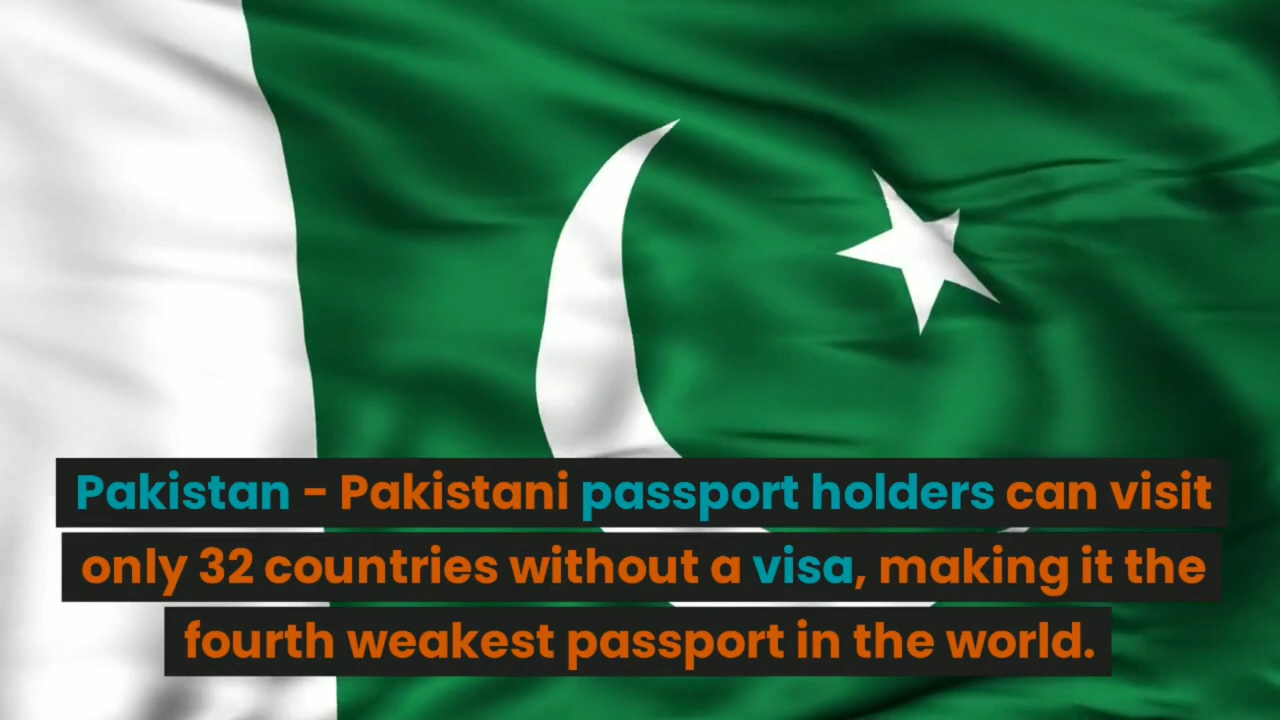 Pakistan - Pakistani passport holders can visit
only 32 countries without a visa, making it the
fourth weakest passport in the world.